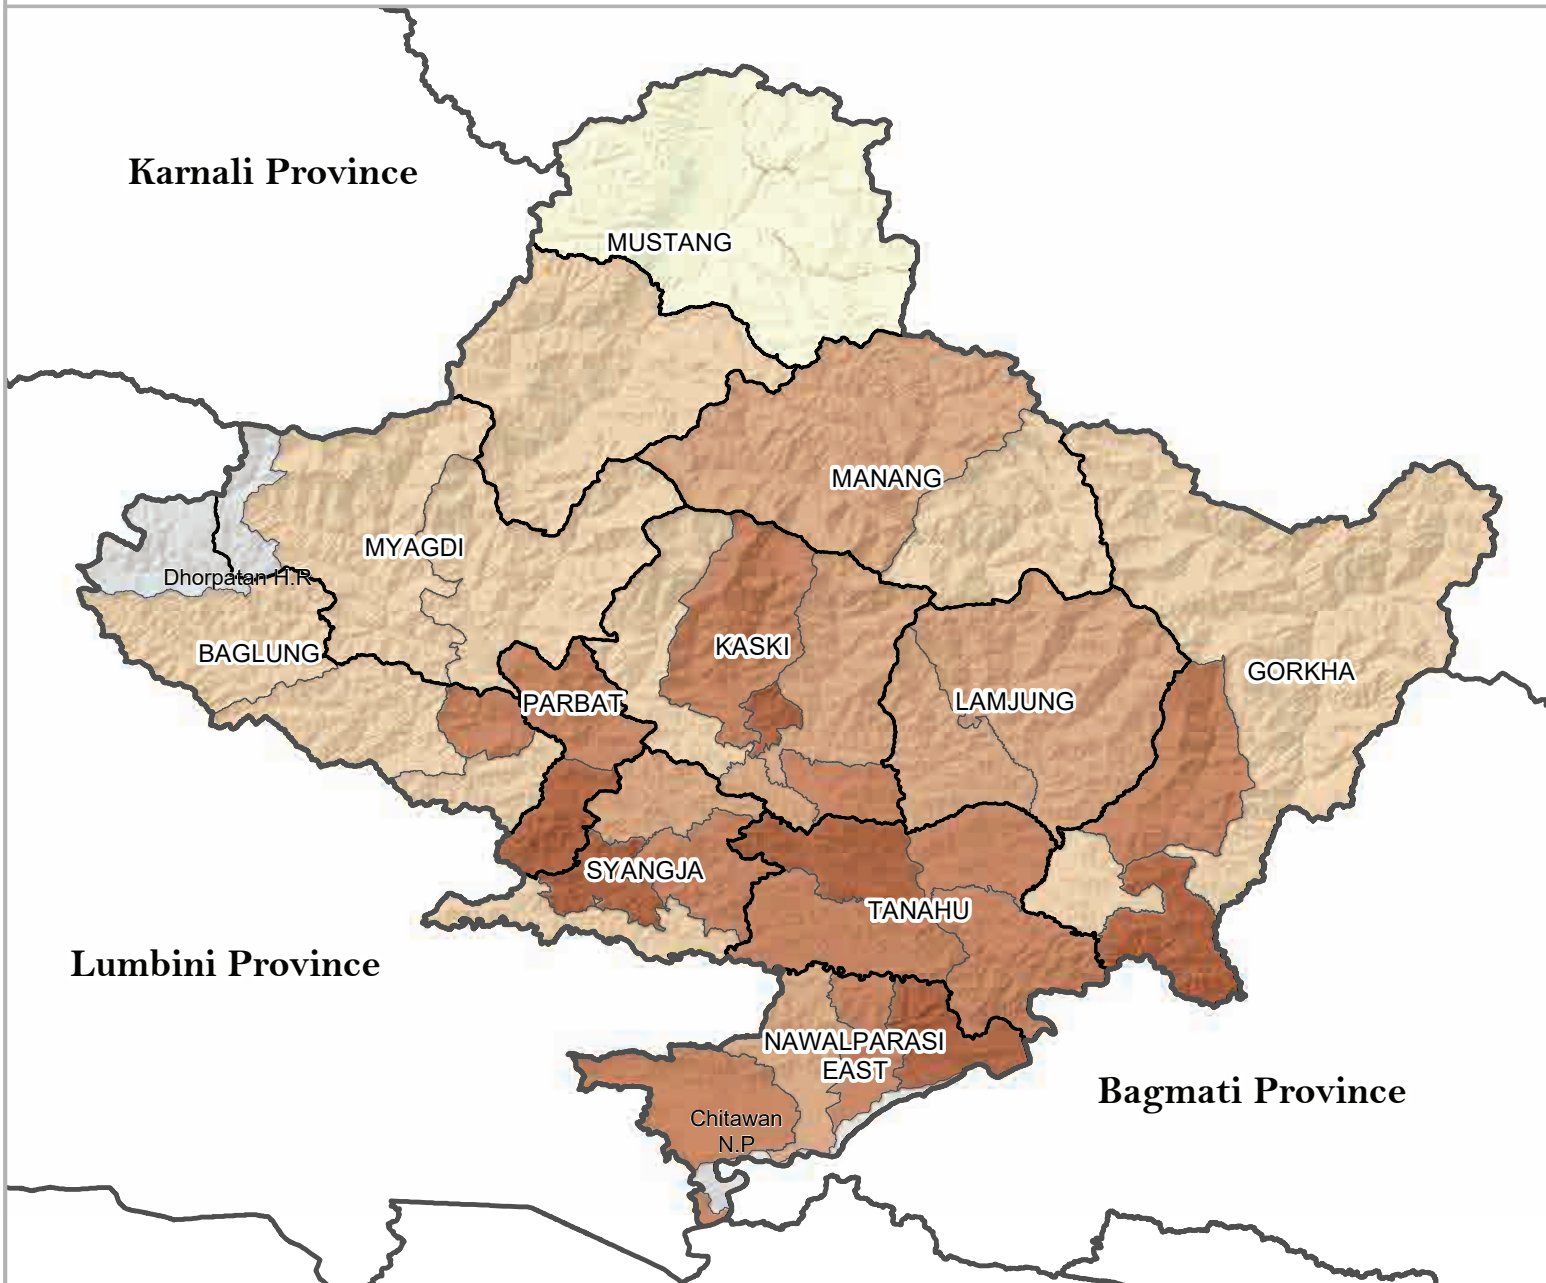 Karnali Province
MUSTANG
MANANG
MYAGDI
Dhorpatan H.R
BAGLUNG
KASKI
GORKHA
PARBAT
LAMJUNG
SYANGJA
TANAHU
Lumbini Province
NAWALPARASI
EAST
Bagmati Province
Chitawan
N.P